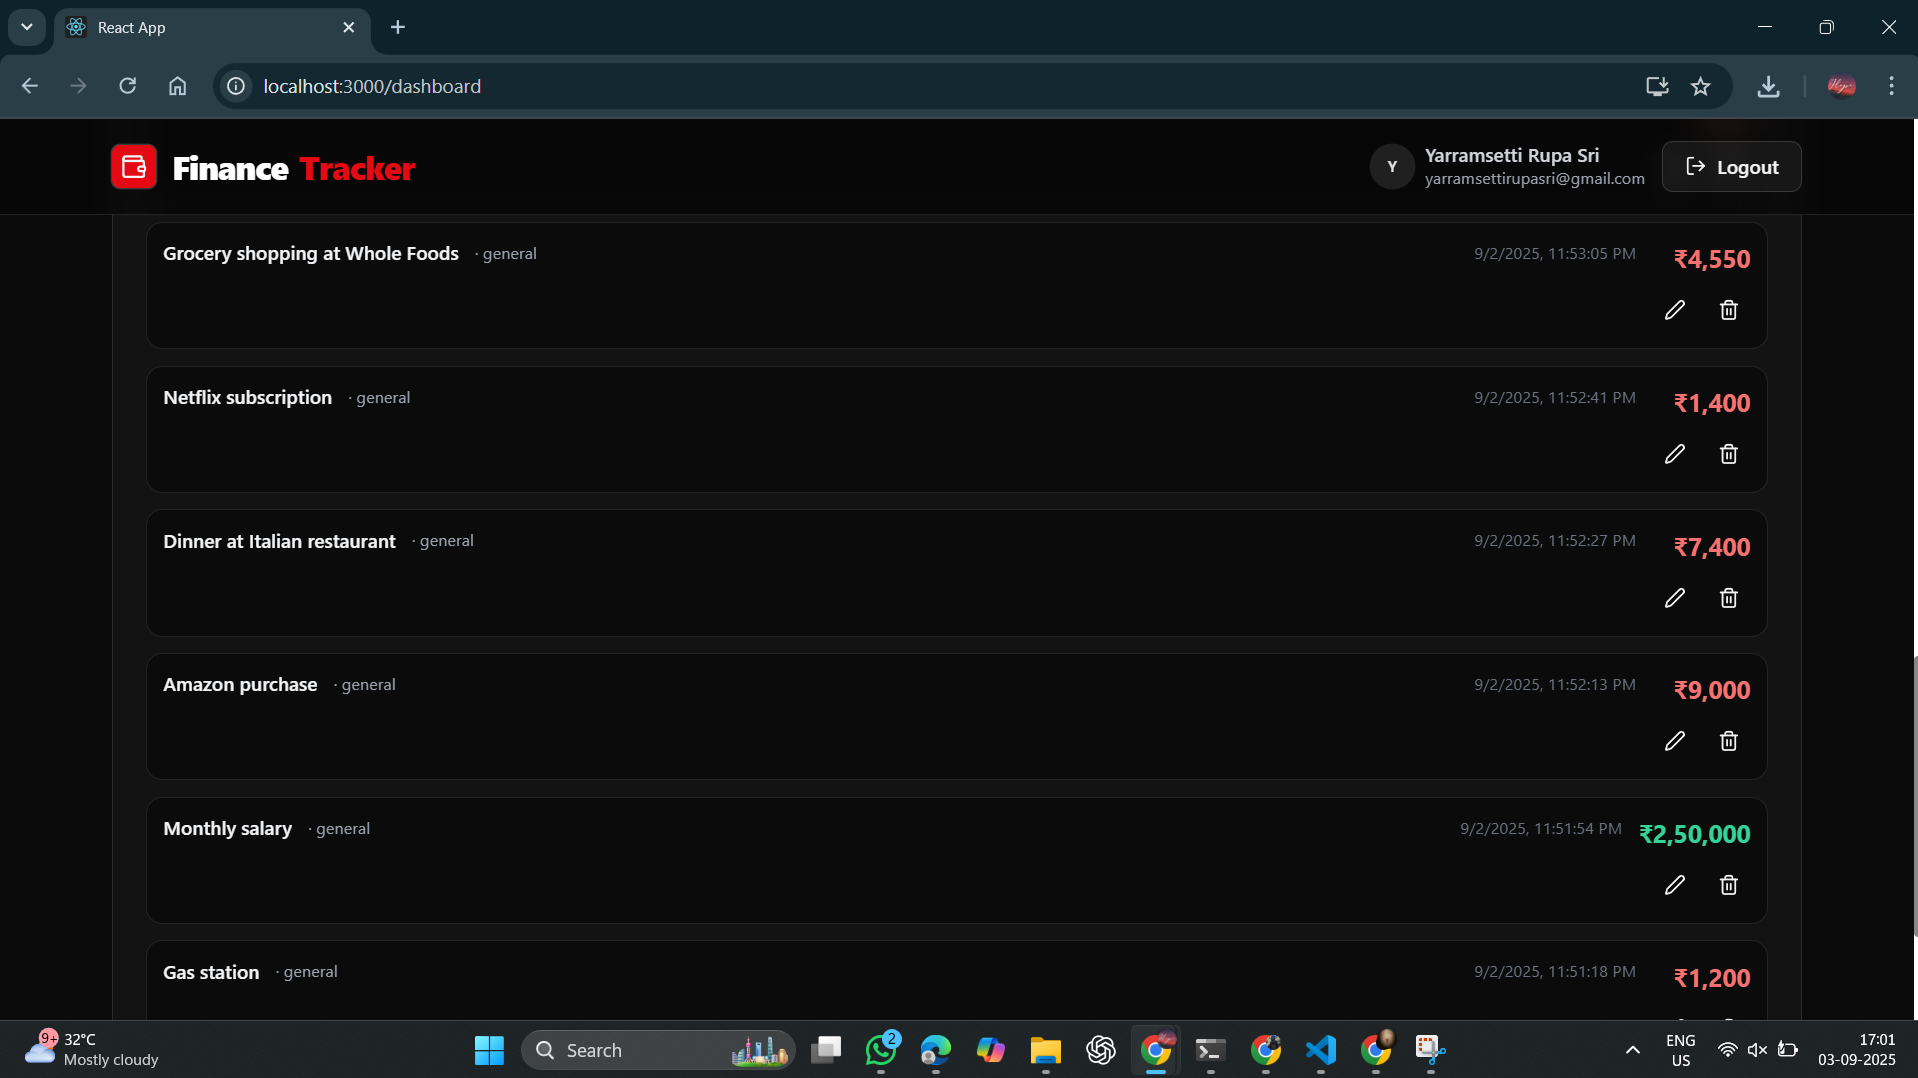 React App
localhost:3000/dashboard
Finance Tracker
Y
Yarramsetti Rupa Sri
yarramsettirupasri@gmail.com
Logout
Grocery shopping at Whole Foods · general 9/2/2025, 11:53:05 PM ₹4,550
Netflix subscription · general 9/2/2025, 11:52:41 PM ₹1,400
Dinner at Italian restaurant · general 9/2/2025, 11:52:27 PM ₹7,400
Amazon purchase · general 9/2/2025, 11:52:13 PM ₹9,000
Monthly salary · general 9/2/2025, 11:51:54 PM ₹2,50,000
Gas station · general 9/2/2025, 11:51:18 PM ₹1,200
9+
32°C
Mostly cloudy
Search
2
ENG
US
17:01
03-09-2025